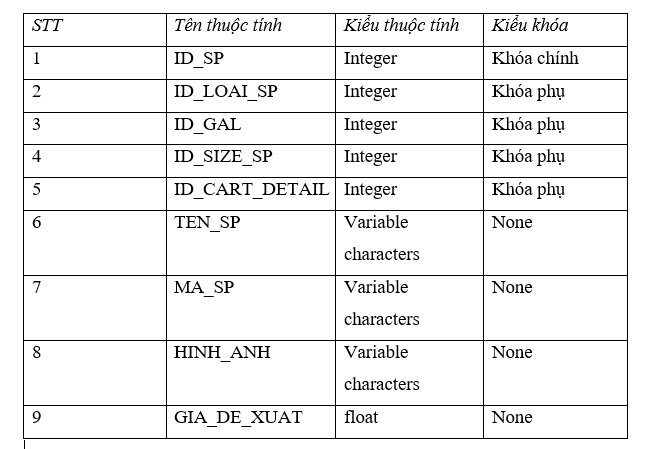 STT Tên thuộc tính Kiểu thuộc tính Kiểu khóa
1 ID_SP Integer Khóa chính
2 ID_LOAI_SP Integer Khóa phụ
3 ID_GAL Integer Khóa phụ
4 ID_SIZE_SP Integer Khóa phụ
5 ID_CART_DETAIL Integer Khóa phụ
6 TEN_SP Variable None
characters
7 MA_SP Variable None
characters
8 HINH_ANH Variable None
characters
9 GIA_DE_XUAT float None